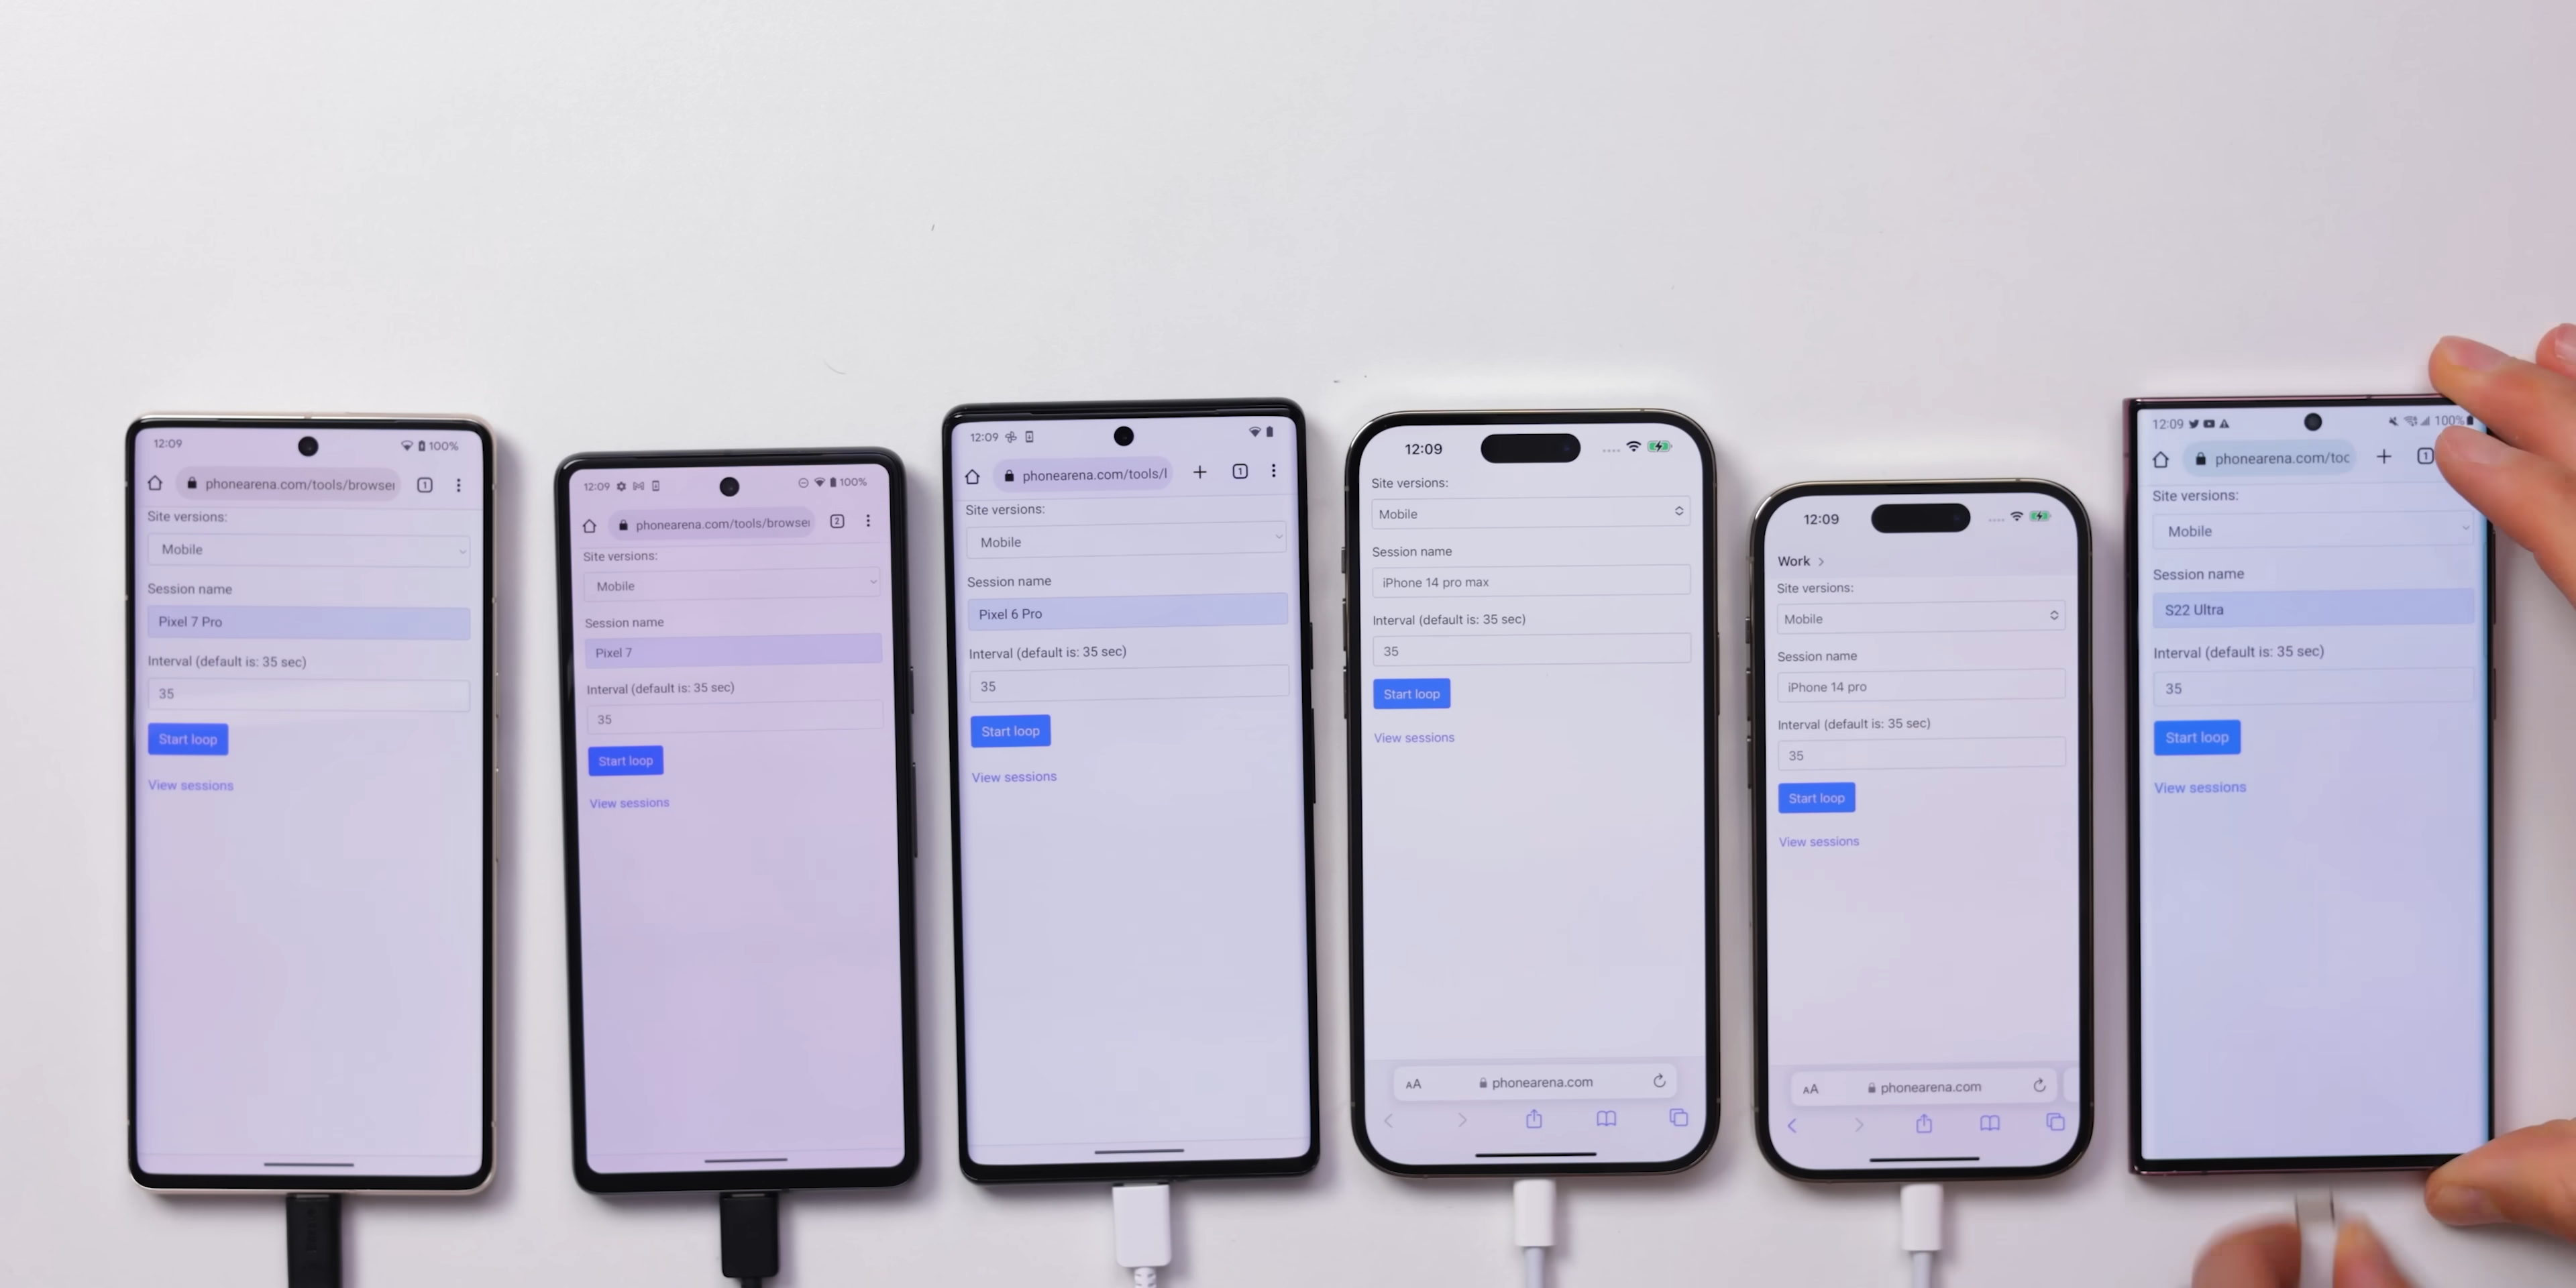 12:09
100%
phonearena.com/tools/browser
1
Site versions:
Mobile
Session name
Pixel 7 Pro
Interval (default is: 35 sec)
35
Start loop
View sessions
12:09
100%
phonearena.com/tools/browser
2
Site versions:
Mobile
Session name
Pixel 7
Interval (default is: 35 sec)
35
Start loop
View sessions
12:09
phonearena.com/tools/l
1
Site versions:
Mobile
Session name
Pixel 6 Pro
Interval (default is: 35 sec)
35
Start loop
View sessions
12:09
Site versions:
Mobile
Session name
iPhone 14 pro max
Interval (default is: 35 sec)
35
Start loop
View sessions
AA
phonearena.com
12:09
Work
Site versions:
Mobile
Session name
iPhone 14 pro
Interval (default is: 35 sec)
35
Start loop
View sessions
AA
phonearena.com
12:09
100%
phonearena.com/toc
1
Site versions:
Mobile
Session name
S22 Ultra
Interval (default is: 35 sec)
35
Start loop
View sessions